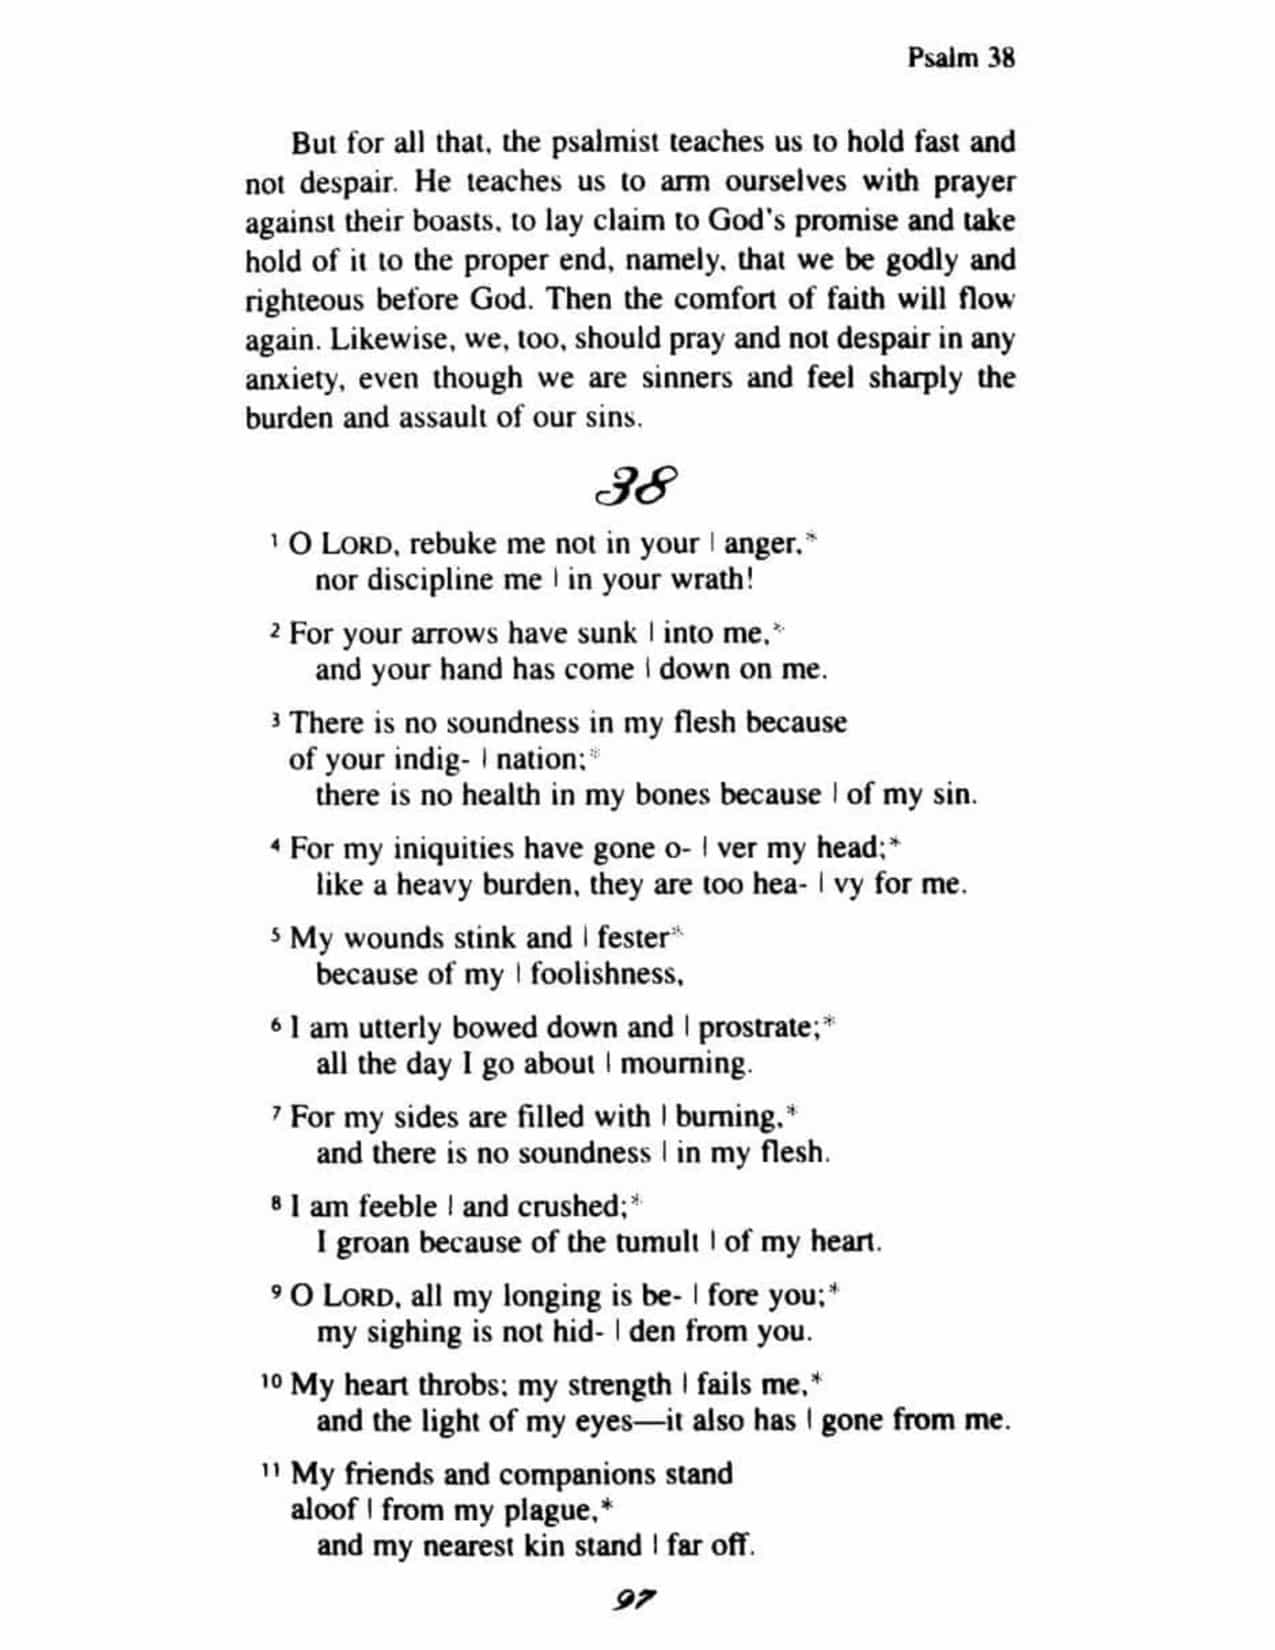 Psalm 38
But for all that, the psalmist teaches us to hold fast and
not despair. He teaches us to arm ourselves with prayer
against their boasts, to lay claim to God's promise and take
hold of it to the proper end, namely, that we be godly and
righteous before God. Then the comfort of faith will flow
again. Likewise, we, too, should pray and not despair in any
anxiety, even though we are sinners and feel sharply the
burden and assault of our sins.
38
1 O LORD, rebuke me not in your | anger,*
nor discipline me | in your wrath!
2 For your arrows have sunk | into me,*
and your hand has come | down on me.
3 There is no soundness in my flesh because
of your indig- | nation;*
there is no health in my bones because | of my sin.
4 For my iniquities have gone o- | ver my head;*
like a heavy burden, they are too hea- | vy for me.
5 My wounds stink and | fester*
because of my | foolishness,
6 I am utterly bowed down and | prostrate;*
all the day I go about | mourning.
7 For my sides are filled with | burning,*
and there is no soundness | in my flesh.
8 I am feeble | and crushed;*
I groan because of the tumult | of my heart.
9 O LORD, all my longing is be- | fore you;*
my sighing is not hid- | den from you.
10 My heart throbs; my strength | fails me,*
and the light of my eyes—it also has | gone from me.
11 My friends and companions stand
aloof | from my plague,*
and my nearest kin stand | far off.
97